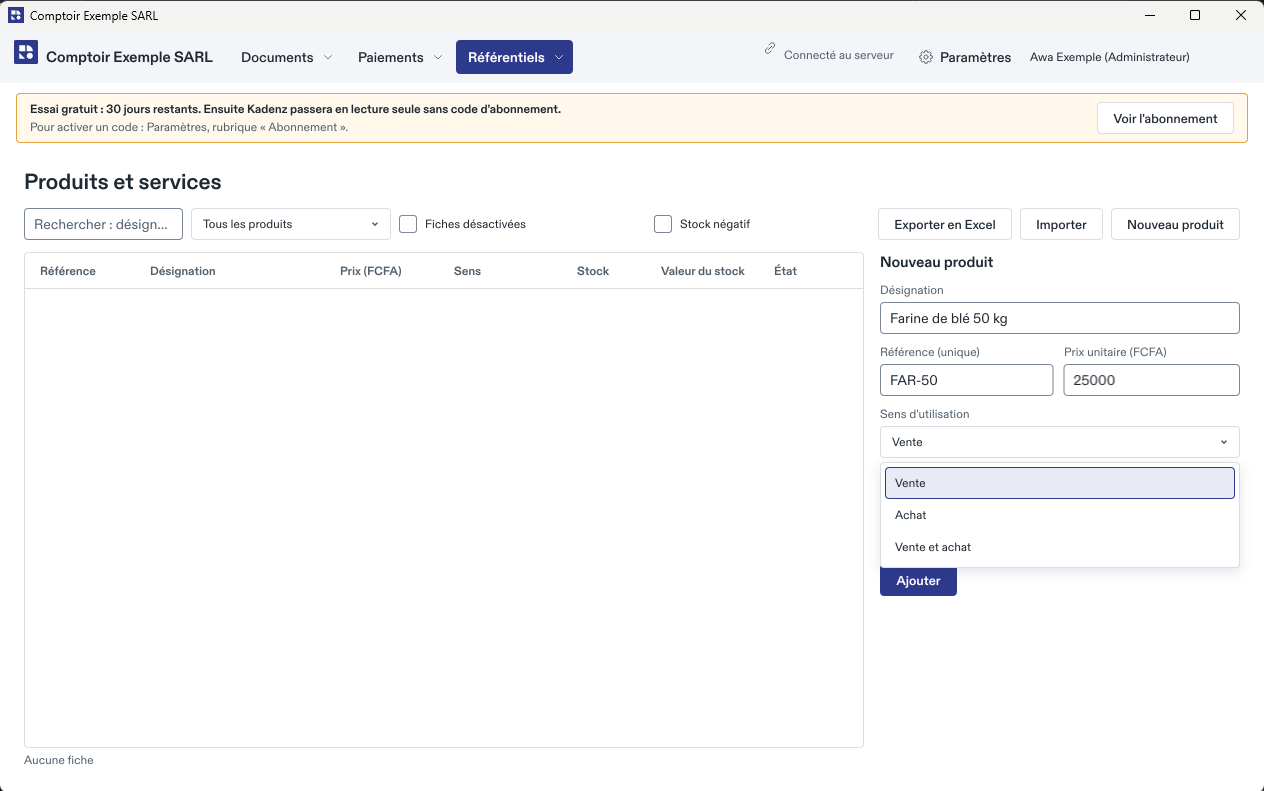 Comptoir Exemple SARL
Comptoir Exemple SARL Documents Paiements Référentiels Connecté au serveur Paramètres Awa Exemple (Administrateur)
Essai gratuit : 30 jours restants. Ensuite Kadenz passera en lecture seule sans code d'abonnement.
Pour activer un code : Paramètres, rubrique « Abonnement ».
Voir l'abonnement
Produits et services
Rechercher : désign... Tous les produits Fiches désactivées Stock négatif Exporter en Excel Importer Nouveau produit
Référence Désignation Prix (FCFA) Sens Stock Valeur du stock État
Nouveau produit
Désignation
Farine de blé 50 kg
Référence (unique) Prix unitaire (FCFA)
FAR-50 25000
Sens d'utilisation
Vente
Vente
Achat
Vente et achat
Ajouter
Aucune fiche